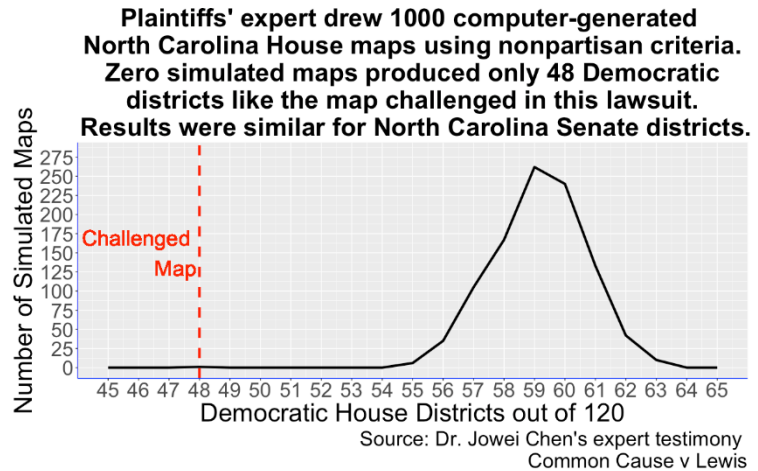 Plaintiffs' expert drew 1000 computer-generated
North Carolina House maps using nonpartisan criteria.
Zero simulated maps produced only 48 Democratic
districts like the map challenged in this lawsuit.
Results were similar for North Carolina Senate districts.
Number of Simulated Maps
275
250
225
200
175
150
125
100
75
50
25
0
Challenged
Map
45 46 47 48 49 50 51 52 53 54 55 56 57 58 59 60 61 62 63 64 65
Democratic House Districts out of 120
Source: Dr. Jowei Chen's expert testimony
Common Cause v Lewis